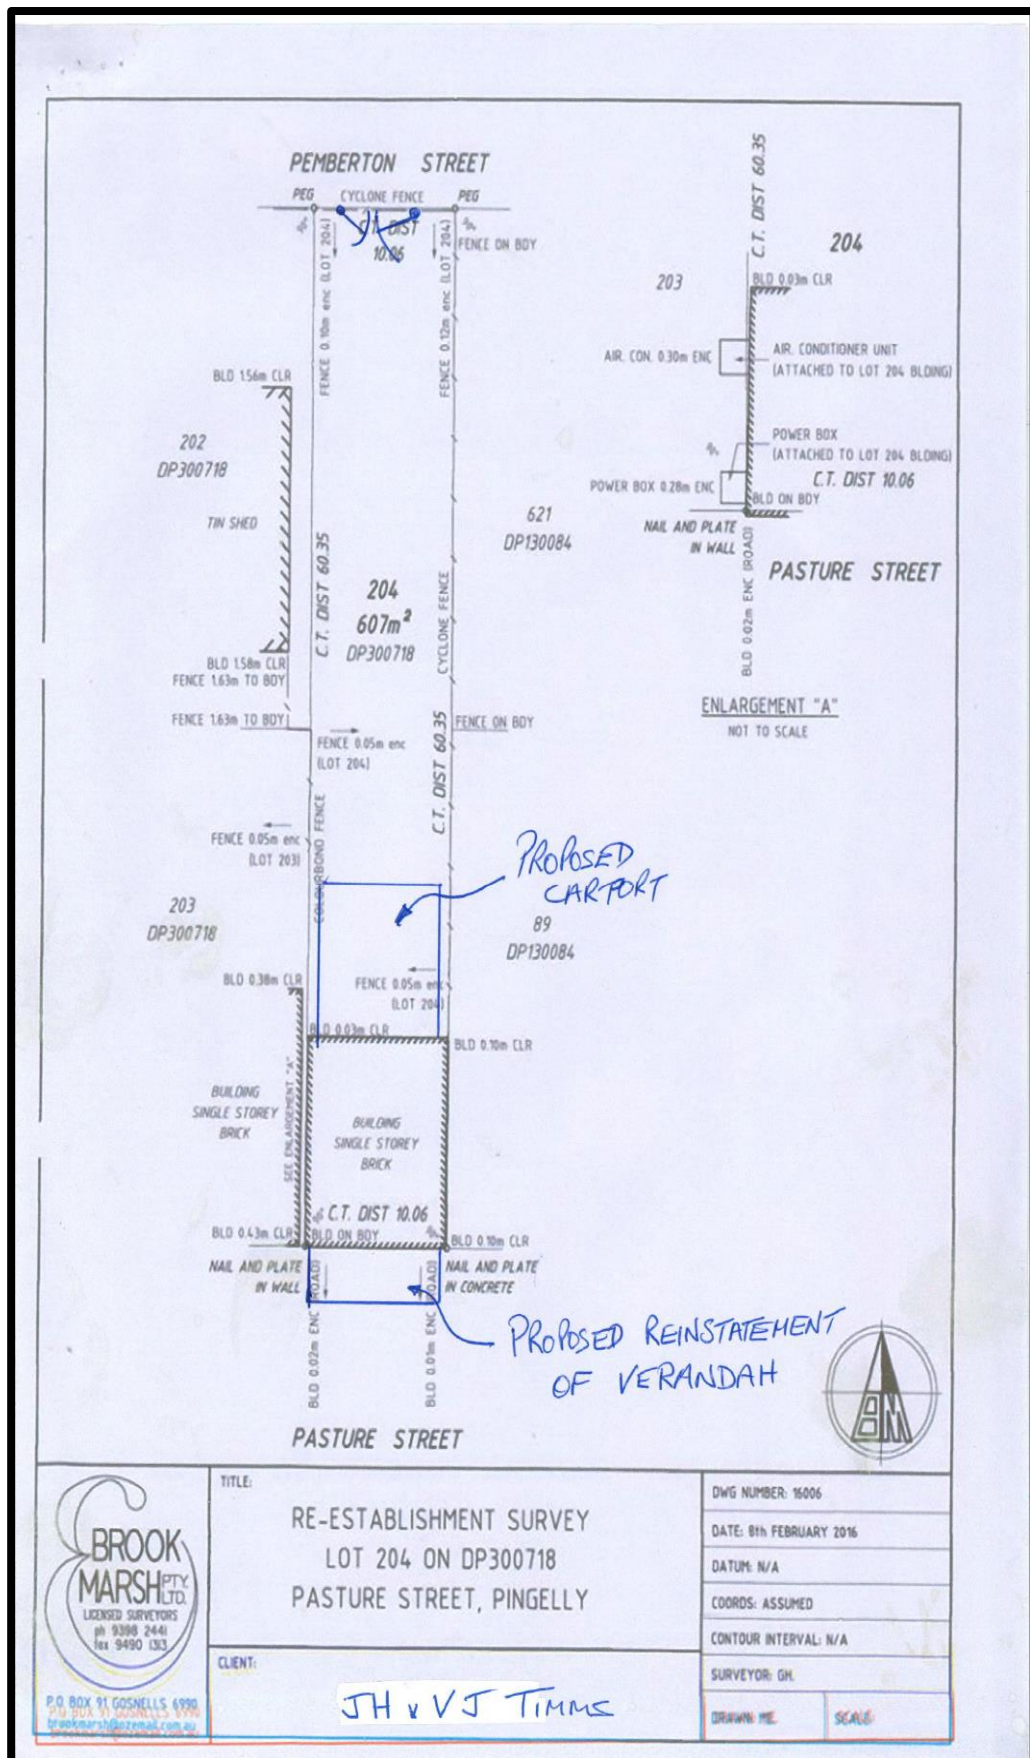 PEMBERTON STREET
PEG CYCLONE FENCE PEG
C.T. DIST
10.06
FENCE ON BDY
FENCE 0.10m enc (LOT 204)
FENCE 0.12m enc (LOT 204)
BLD 1.56m CLR
202
DP300718
TIN SHED
C.T. DIST 60.35
204
607m²
DP300718
CYCLONE FENCE
621
DP130084
BLD 1.58m CLR
FENCE 1.63m TO BDY
FENCE 1.63m TO BDY
FENCE 0.05m enc
(LOT 204)
C.T. DIST 60.35
FENCE ON BDY
FENCE 0.05m enc
(LOT 203)
COLOURBOND FENCE
PROPOSED
CARPORT
203
DP300718
89
DP130084
BLD 0.38m CLR
FENCE 0.05m enc
(LOT 204)
BLD 0.03m CLR
BLD 0.10m CLR
BUILDING
SINGLE STOREY
BRICK
SEE ENLARGEMENT "A"
BUILDING
SINGLE STOREY
BRICK
C.T. DIST 10.06
BLD 0.43m CLR
BLD ON BDY
BLD 0.10m CLR
NAIL AND PLATE
IN WALL
NAIL AND PLATE
IN CONCRETE
BLD 0.02m ENC (ROAD)
BLD 0.01m ENC (ROAD)
PROPOSED REINSTATEMENT
OF VERANDAH
PASTURE STREET
C.T. DIST 60.35
204
203
BLD 0.03m CLR
AIR. CON. 0.30m ENC
AIR. CONDITIONER UNIT
(ATTACHED TO LOT 204 BLDING)
POWER BOX
(ATTACHED TO LOT 204 BLDING)
POWER BOX 0.28m ENC
C.T. DIST 10.06
BLD ON BDY
NAIL AND PLATE
IN WALL
BLD 0.02m ENC (ROAD)
PASTURE STREET
ENLARGEMENT "A"
NOT TO SCALE
BM
BROOK
MARSH PTY. LTD.
LICENSED SURVEYORS
ph 9398 2441
fax 9490 1313
P.O. BOX 91 GOSNELLS 6990
brookmarsh@ozemail.com.au
TITLE:
RE-ESTABLISHMENT SURVEY
LOT 204 ON DP300718
PASTURE STREET, PINGELLY
CLIENT:
JH & VJ TIMMS
DWG NUMBER: 16006
DATE: 8th FEBRUARY 2016
DATUM: N/A
COORDS: ASSUMED
CONTOUR INTERVAL: N/A
SURVEYOR: GH.
DRAWN: ME
SCALE: